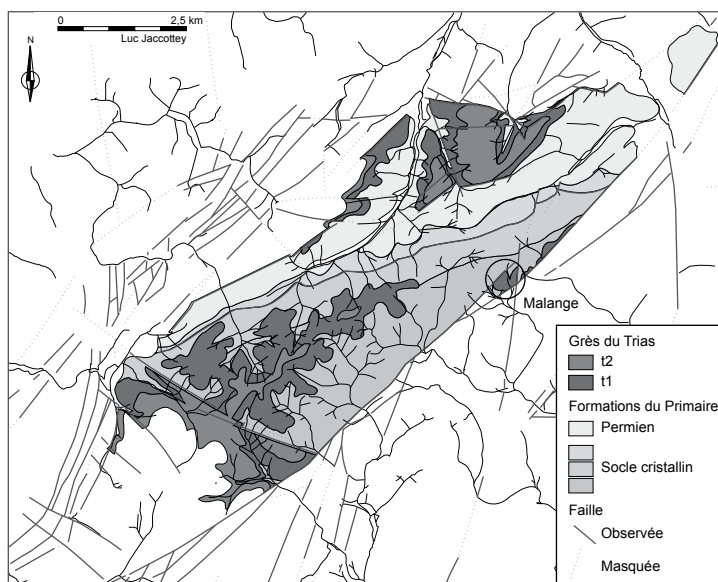 0
2,5 km
Luc Jaccottey
N
Malange
Grès du Trias
t2
t1
Formations du Primaire
Permien
Socle cristallin
Faille
Observée
Masquée